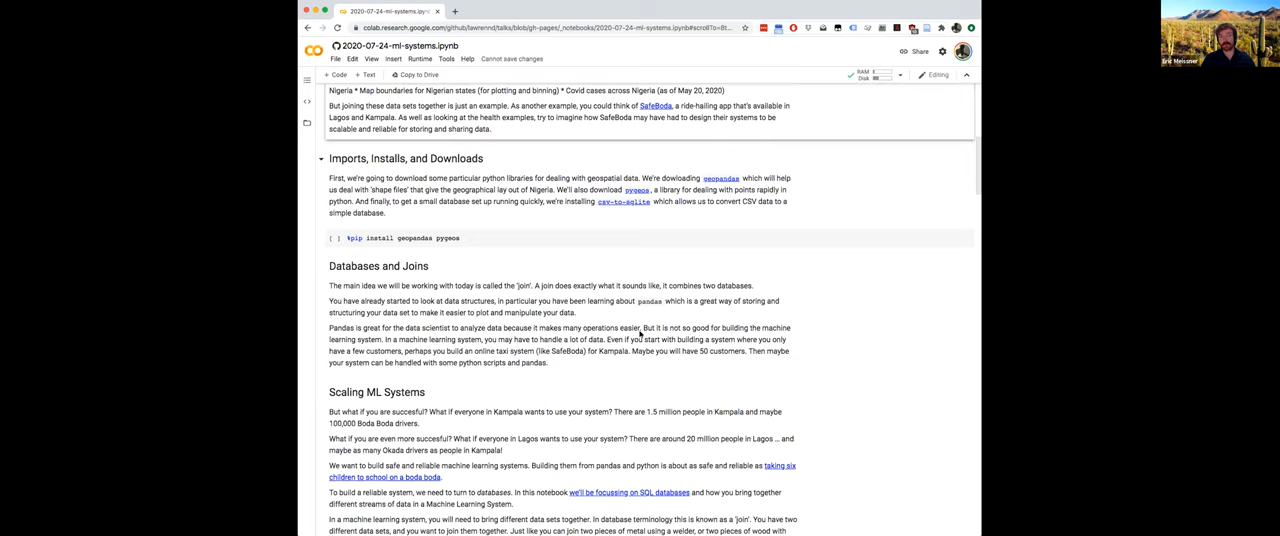 2020-07-24-ml-systems.ipynb
colab.research.google.com/github/lawrennd/talks/blob/gh-pages/_notebooks/2020-07-24-ml-systems.ipynb#scrollTo=Bt...
2020-07-24-ml-systems.ipynb
File Edit View Insert Runtime Tools Help Cannot save changes
Share
+ Code + Text Copy to Drive
RAM
Disk
Editing
Nigeria * Map boundaries for Nigerian states (for plotting and binning) * Covid cases across Nigeria (as of May 20, 2020)
But joining these data sets together is just an example. As another example, you could think of SafeBoda, a ride-hailing app that's available in
Lagos and Kampala. As well as looking at the health examples, try to imagine how SafeBoda may have had to design their systems to be
scalable and reliable for storing and sharing data.
Imports, Installs, and Downloads
First, we're going to download some particular python libraries for dealing with geospatial data. We're dowloading geopandas which will help
us deal with 'shape files' that give the geographical lay out of Nigeria. We'll also download pygeos, a library for dealing with points rapidly in
python. And finally, to get a small database set up running quickly, we're installing csv-to-sqlite which allows us to convert CSV data to a
simple database.
[ ] %pip install geopandas pygeos
Databases and Joins
The main idea we will be working with today is called the 'join'. A join does exactly what it sounds like, it combines two databases.
You have already started to look at data structures, in particular you have been learning about pandas which is a great way of storing and
structuring your data set to make it easier to plot and manipulate your data.
Pandas is great for the data scientist to analyze data because it makes many operations easier. But it is not so good for building the machine
learning system. In a machine learning system, you may have to handle a lot of data. Even if you start with building a system where you only
have a few customers, perhaps you build an online taxi system (like SafeBoda) for Kampala. Maybe you will have 50 customers. Then maybe
your system can be handled with some python scripts and pandas.
Scaling ML Systems
But what if you are succesful? What if everyone in Kampala wants to use your system? There are 1.5 million people in Kampala and maybe
100,000 Boda Boda drivers.
What if you are even more succesful? What if everyone in Lagos wants to use your system? There are around 20 million people in Lagos ... and
maybe as many Okada drivers as people in Kampala!
We want to build safe and reliable machine learning systems. Building them from pandas and python is about as safe and reliable as taking six
children to school on a boda boda.
To build a reliable system, we need to turn to databases. In this notebook we'll be focussing on SQL databases and how you bring together
different streams of data in a Machine Learning System.
In a machine learning system, you will need to bring different data sets together. In database terminology this is known as a 'join'. You have two
different data sets, and you want to join them together. Just like you can join two pieces of metal using a welder, or two pieces of wood with
Eric Meissner